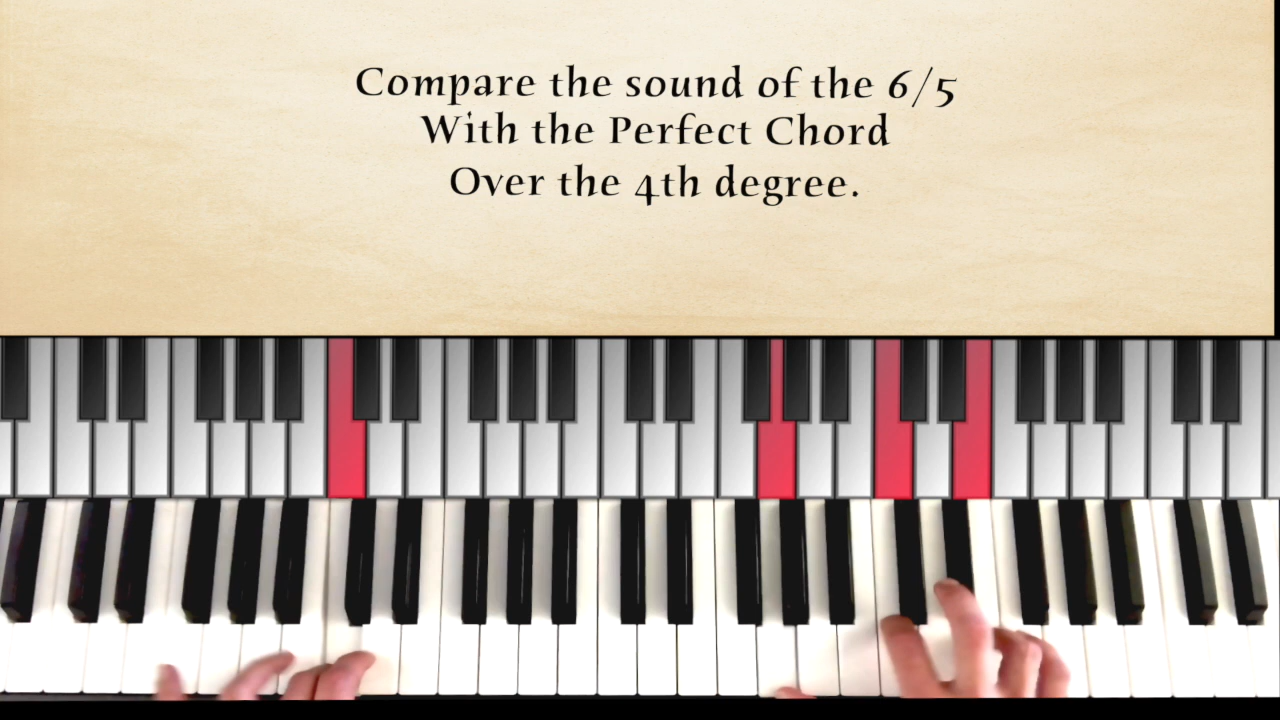 Compare the sound of the 6/5
With the Perfect Chord
Over the 4th degree.